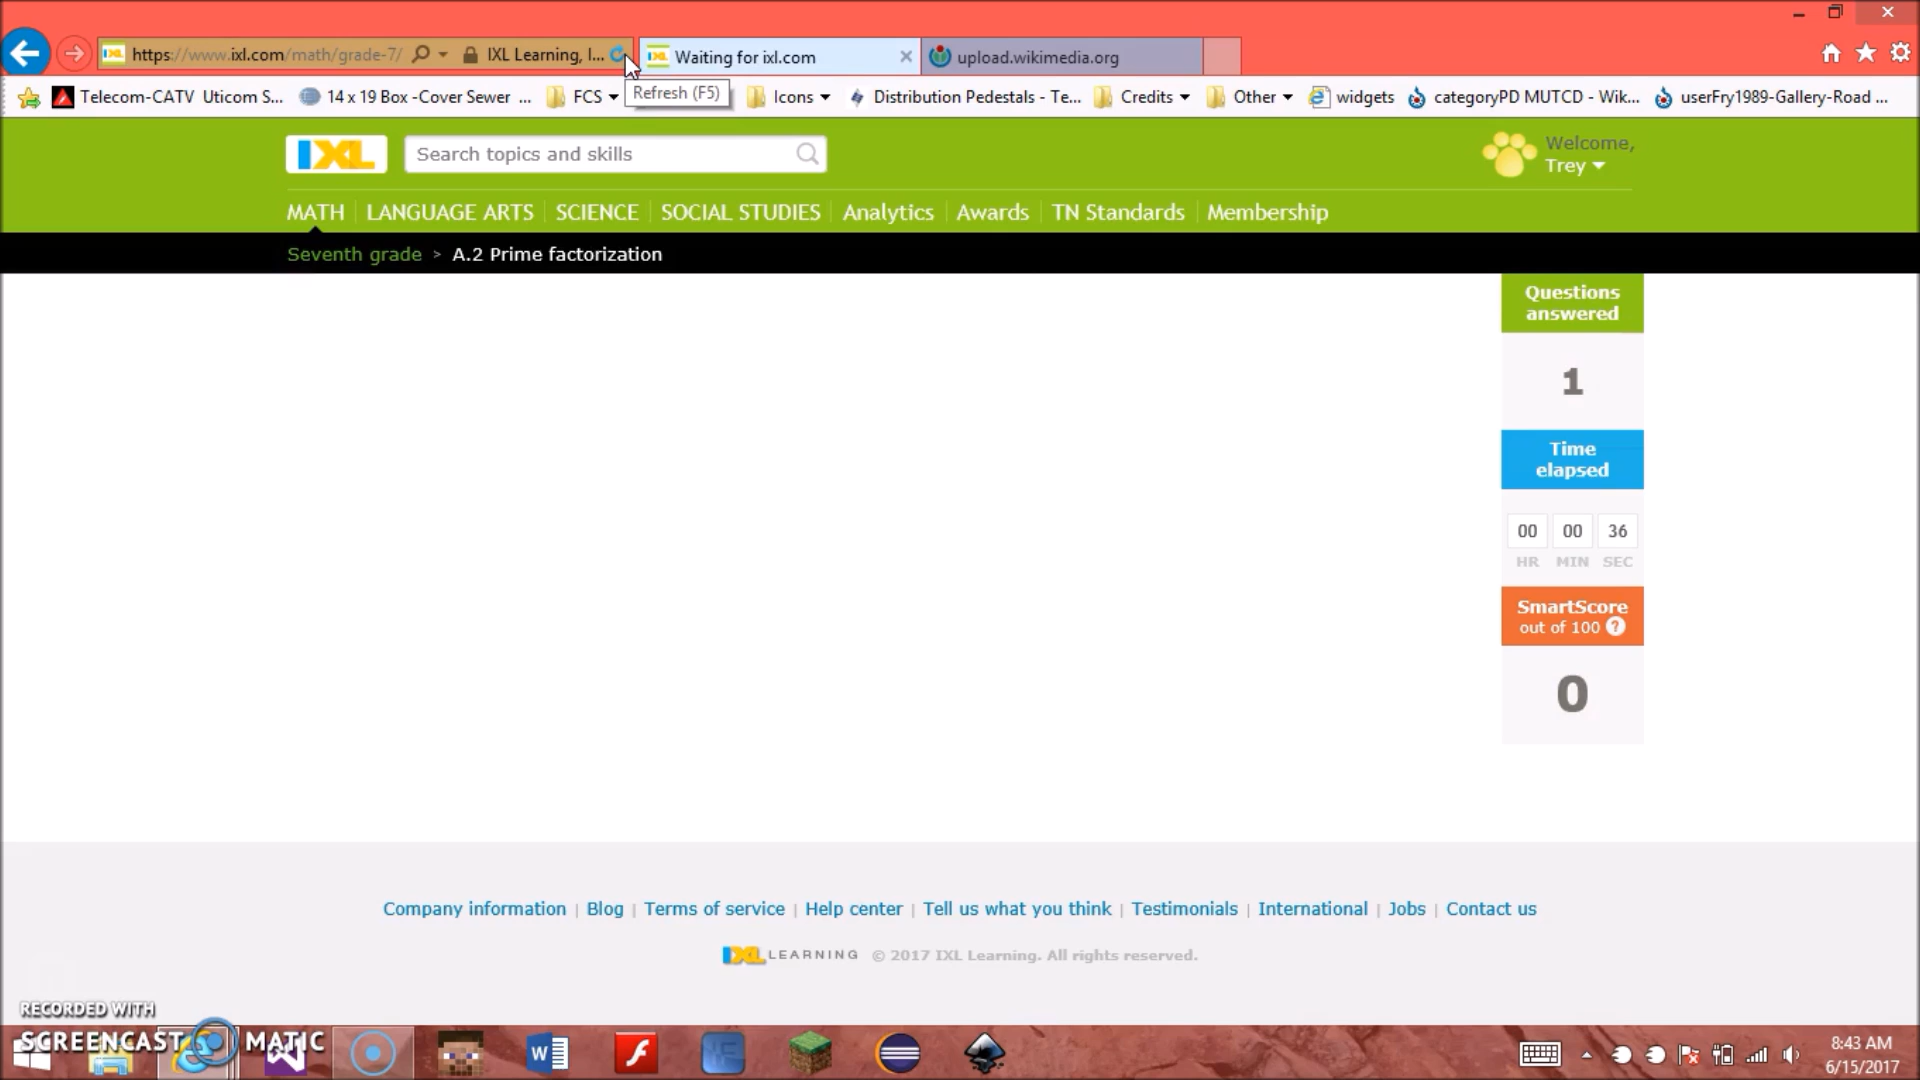 https://www.ixl.com/math/grade-7/
IXL Learning, I...
Waiting for ixl.com
upload.wikimedia.org
Refresh (F5)
Telecom-CATV Uticom S...
14 x 19 Box -Cover Sewer ...
FCS
Icons
Distribution Pedestals - Te...
Credits
Other
widgets
categoryPD MUTCD - Wik...
userFry1989-Gallery-Road ...
IXL
Search topics and skills
Welcome,
Trey
MATH
LANGUAGE ARTS
SCIENCE
SOCIAL STUDIES
Analytics
Awards
TN Standards
Membership
Seventh grade > A.2 Prime factorization
Questions
answered
1
Time
elapsed
00 00 36
HR MIN SEC
SmartScore
out of 100 ?
0
Company information | Blog | Terms of service | Help center | Tell us what you think | Testimonials | International | Jobs | Contact us
IXL LEARNING © 2017 IXL Learning. All rights reserved.
RECORDED WITH
SCREENCAST MATIC
8:43 AM
6/15/2017